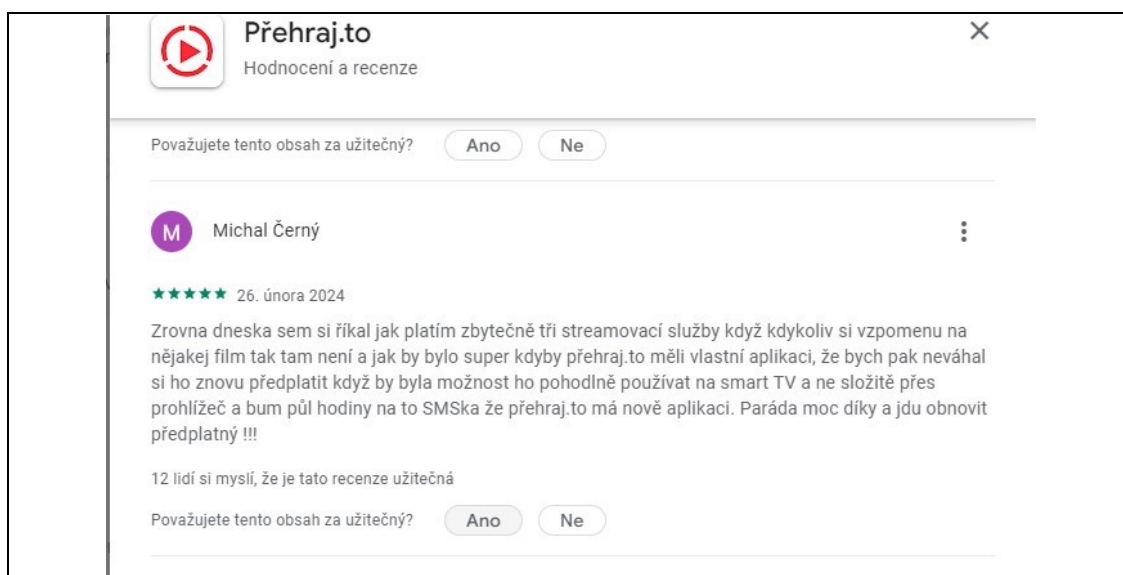 Přehraj.to
Hodnocení a recenze
Považujete tento obsah za užitečný? Ano Ne
M Michal Černý
26. února 2024
Zrovna dneska sem si říkal jak platím zbytečně tři streamovací služby když kdykoliv si vzpomenu na
nějakej film tak tam není a jak by bylo super kdyby přehraj.to měli vlastní aplikaci, že bych pak neváhal
si ho znovu předplatit když by byla možnost ho pohodlně používat na smart TV a ne složitě přes
prohlížeč a bum půl hodiny na to SMSka že přehraj.to má nově aplikaci. Paráda moc díky a jdu obnovit
předplatný !!!
12 lidí si myslí, že je tato recenze užitečná
Považujete tento obsah za užitečný? Ano Ne